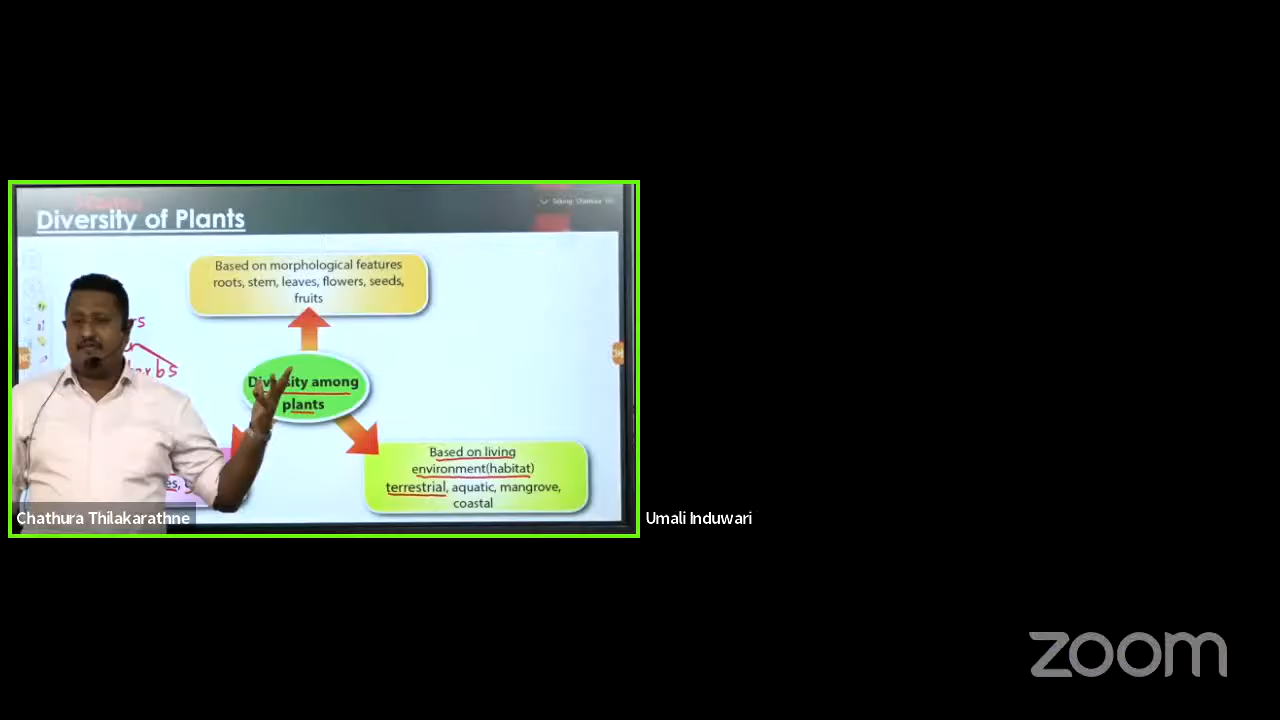 Diversity of Plants
Based on morphological features
roots, stem, leaves, flowers, seeds,
fruits
Diversity among
plants
Based on living
environment(habitat)
terrestrial, aquatic, mangrove,
coastal
Chathura Thilakarathne
Umali Induwari
zoom